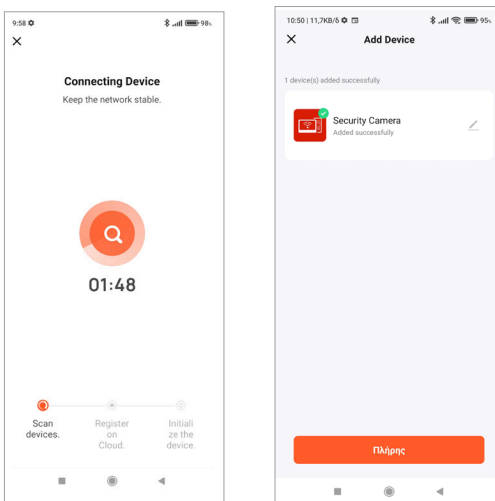 9:58 98%
Connecting Device
Keep the network stable.
01:48
Scan devices.
Register on Cloud.
Initiali ze the device.
10:50 | 11,7KB/δ 95%
Add Device
1 device(s) added successfully
Security Camera
Added successfully
Πλήρης